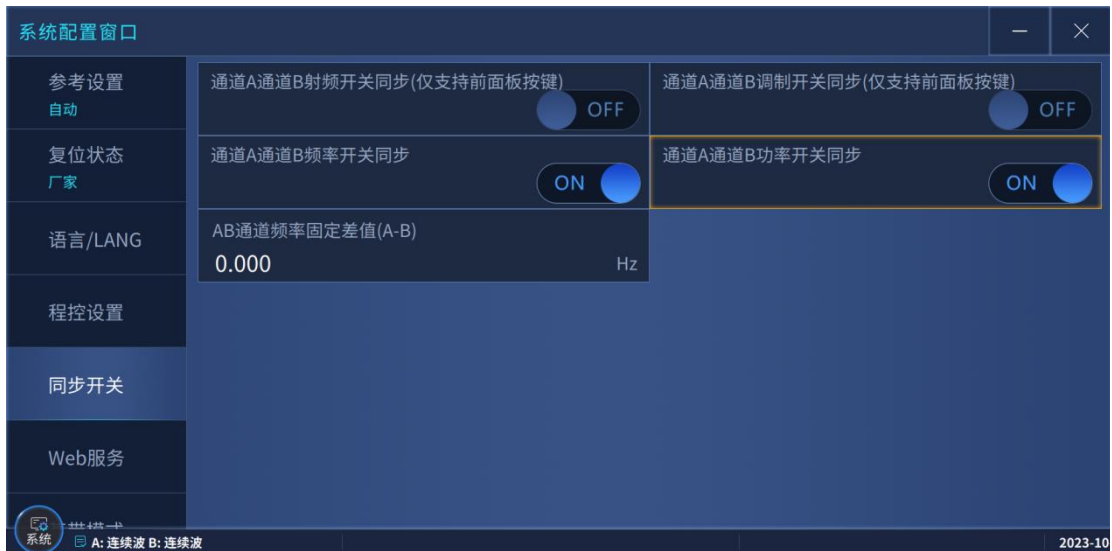 系统配置窗口
参考设置
自动
复位状态
厂家
语言/LANG
程控设置
同步开关
Web服务
通道A通道B射频开关同步(仅支持前面板按键)
OFF
通道A通道B调制开关同步(仅支持前面板按键)
OFF
通道A通道B频率开关同步
ON
通道A通道B功率开关同步
ON
AB通道频率固定差值(A-B)
0.000 Hz
系统
A: 连续波 B: 连续波
2023-10